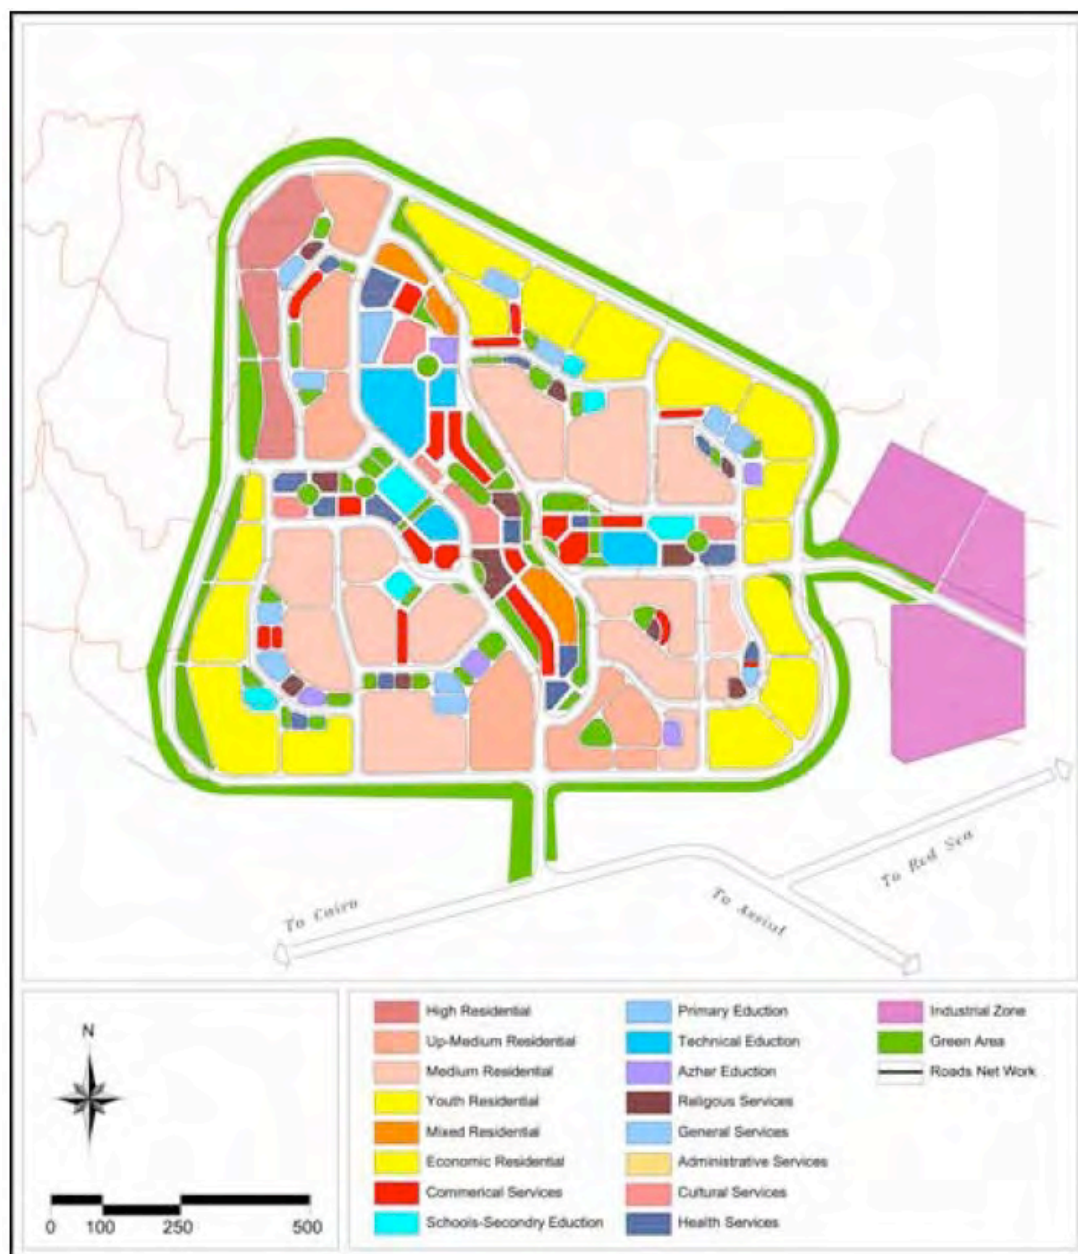 To Cairo
To Assiut
To Red Sea
N
0 100 250 500
High Residential
Up-Medium Residential
Medium Residential
Youth Residential
Mixed Residential
Economic Residential
Commerical Services
Schools-Secondry Eduction
Primary Eduction
Technical Eduction
Azhar Eduction
Religous Services
General Services
Administrative Services
Cultural Services
Health Services
Industrial Zone
Green Area
Roads Net Work